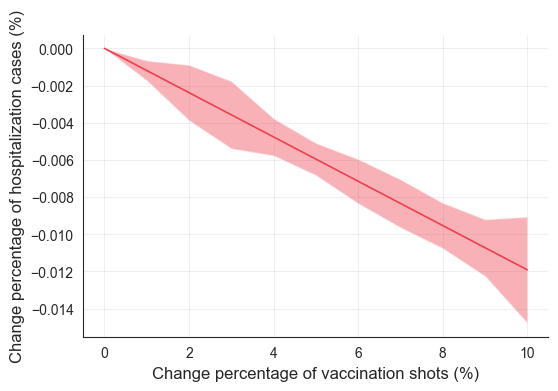 Change percentage of hospitalization cases (%)
0.000
−0.002
−0.004
−0.006
−0.008
−0.010
−0.012
−0.014
0 2 4 6 8 10
Change percentage of vaccination shots (%)